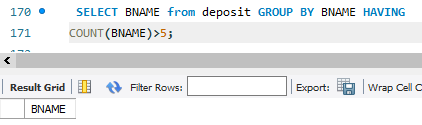 170 SELECT BNAME from deposit GROUP BY BNAME HAVING
171 COUNT(BNAME)>5;
Result Grid Filter Rows: Export: Wrap Cell C
BNAME